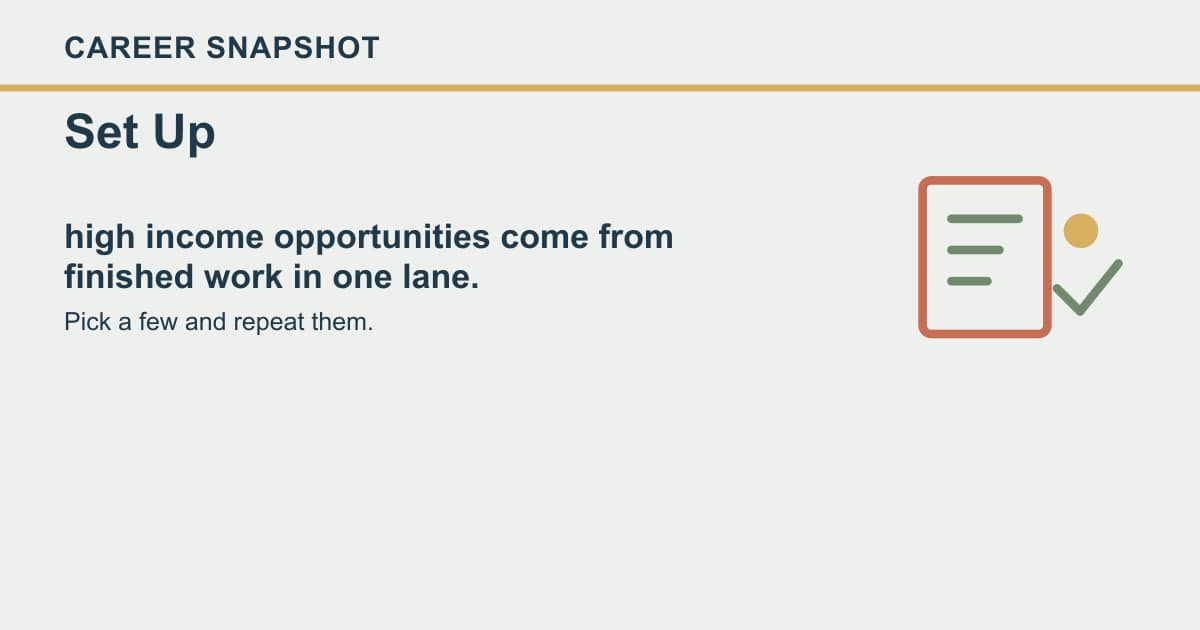 CAREER SNAPSHOT
Set Up
high income opportunities come from
finished work in one lane.
Pick a few and repeat them.